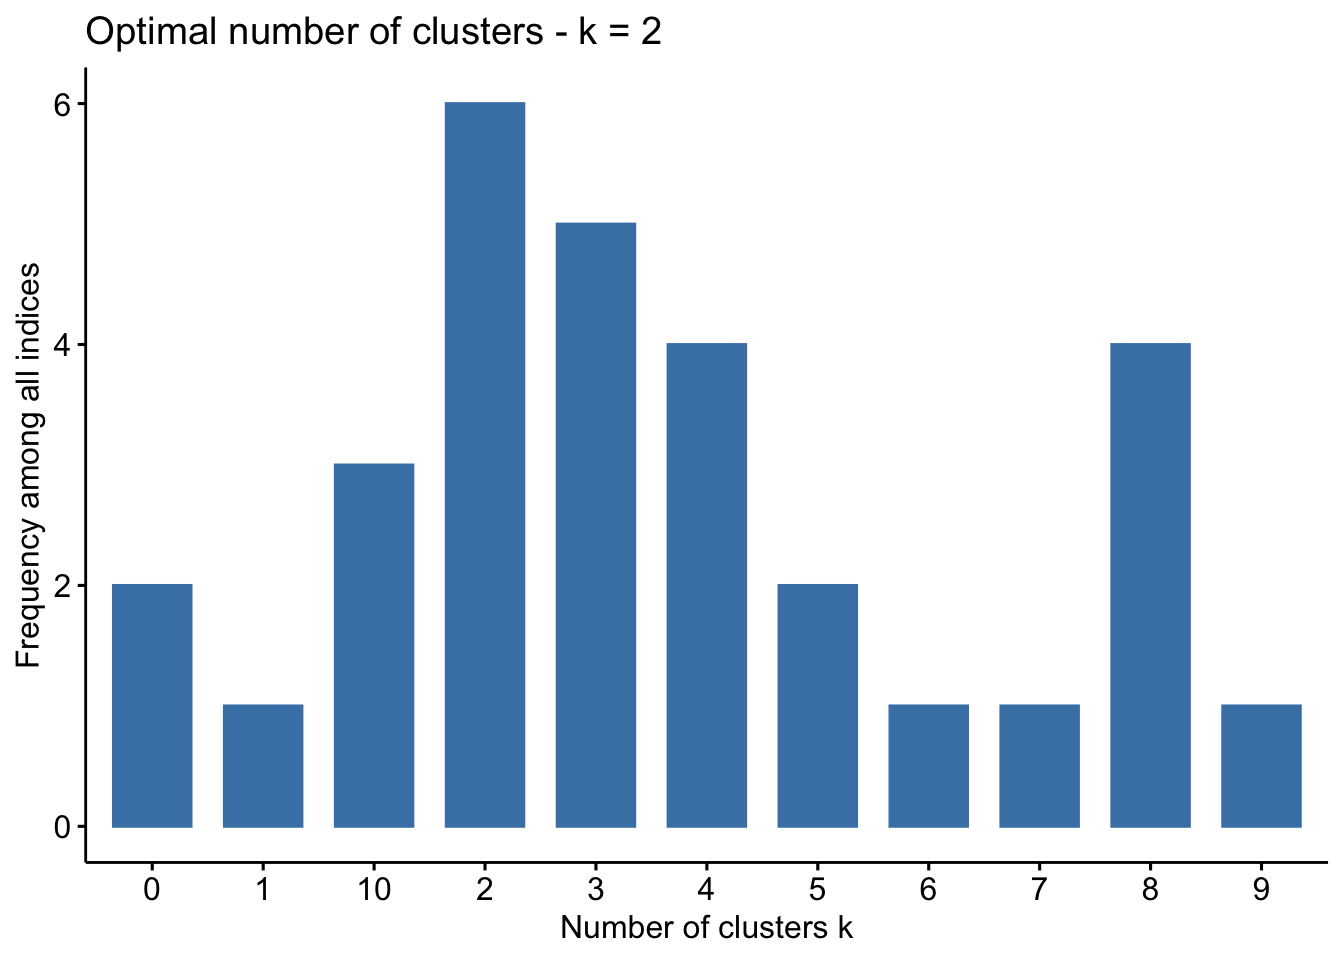 Optimal number of clusters - k = 2
Frequency among all indices
6
4
2
0
0 1 10 2 3 4 5 6 7 8 9
Number of clusters k